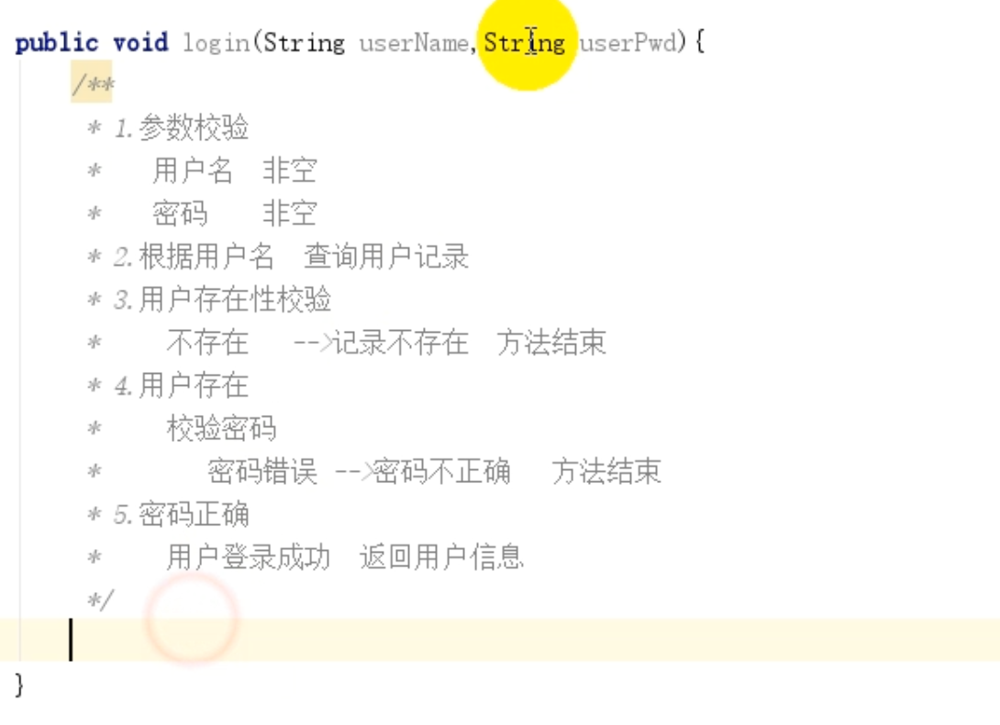 public void login(String userName,String userPwd){
/**
* 1.参数校验
* 用户名 非空
* 密码 非空
* 2.根据用户名 查询用户记录
* 3.用户存在性校验
* 不存在 -->记录不存在 方法结束
* 4.用户存在
* 校验密码
* 密码错误 -->密码不正确 方法结束
* 5.密码正确
* 用户登录成功 返回用户信息
*/
}